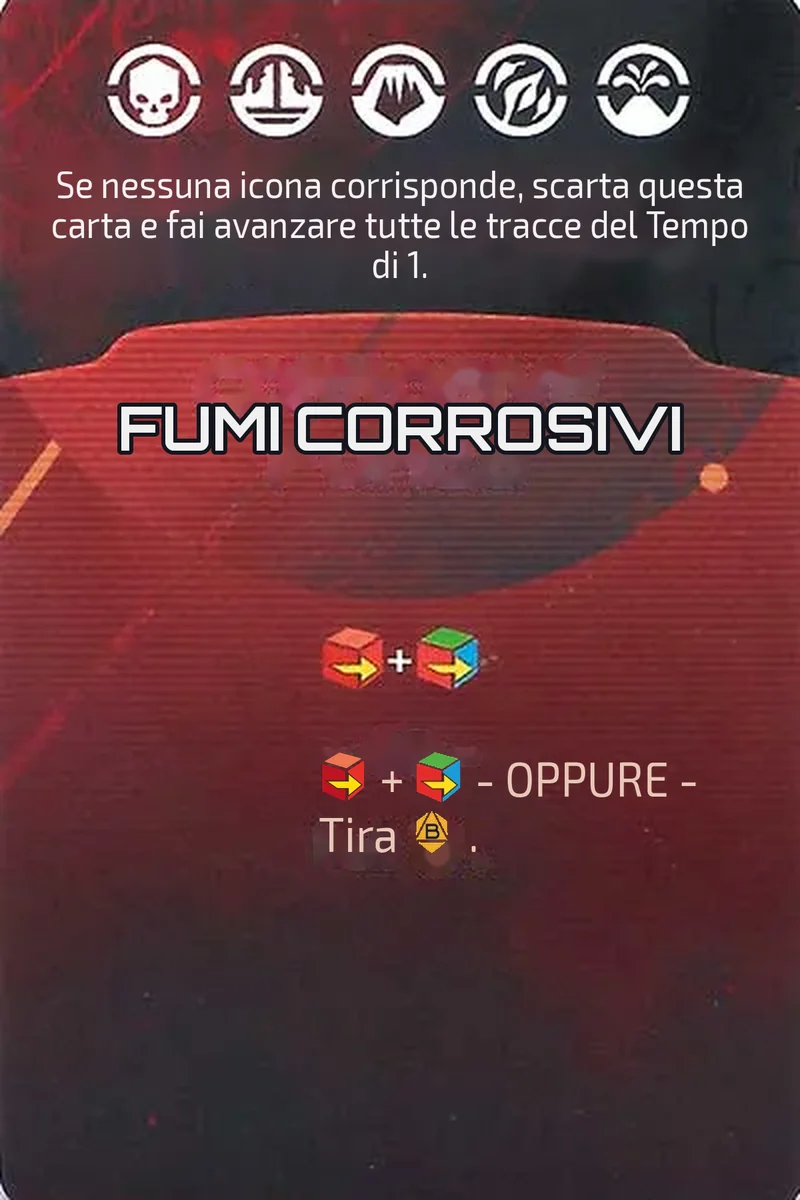 Se nessuna icona corrisponde, scarta questa
carta e fai avanzare tutte le tracce del Tempo
di 1.
FUMI CORROSIVI
+
+ - OPPURE -
Tira B .